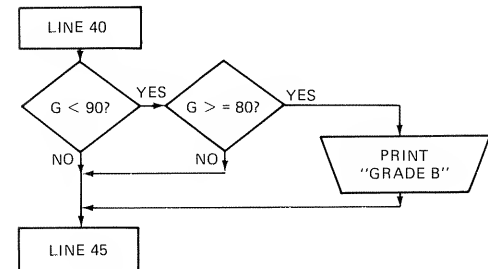 LINE 40
G < 90?
YES
G > = 80?
YES
NO
NO
PRINT
"GRADE B"
LINE 45